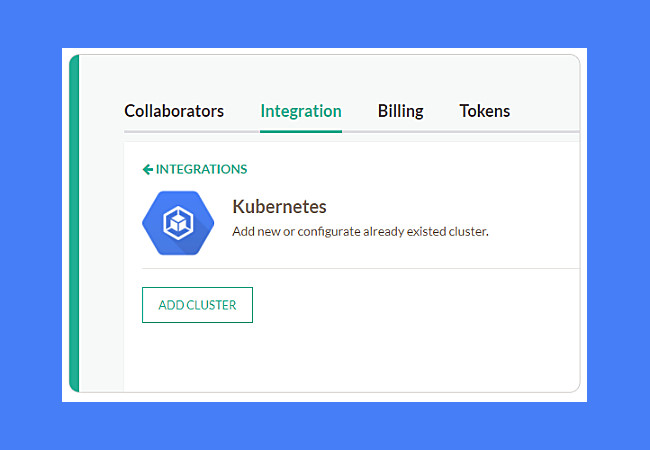 Collaborators Integration Billing Tokens
INTEGRATIONS
Kubernetes
Add new or configurate already existed cluster.
ADD CLUSTER